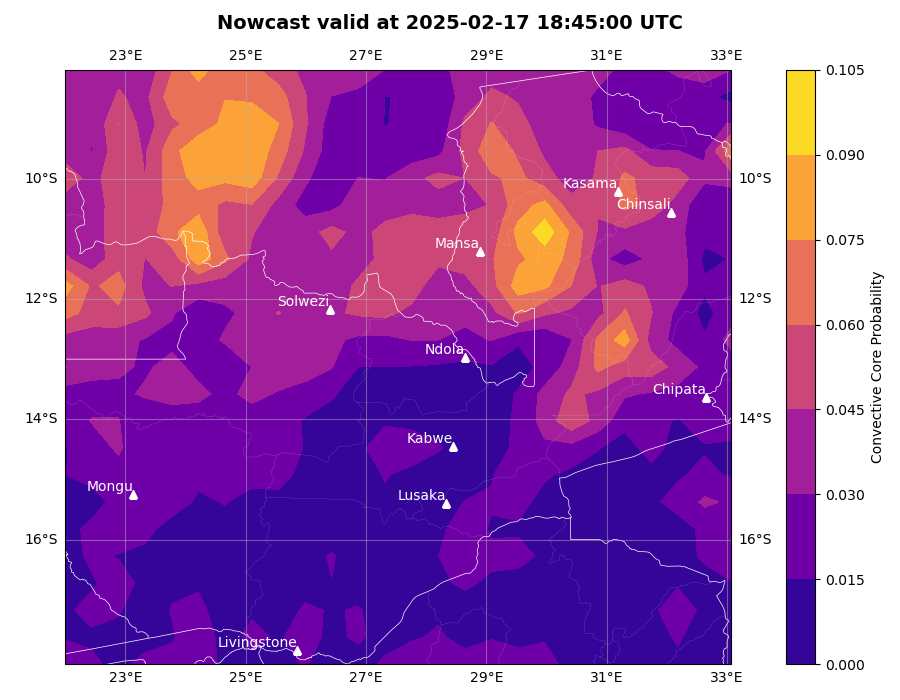 Nowcast valid at 2025-02-17 18:45:00 UTC
23°E 25°E 27°E 29°E 31°E 33°E
0.105
0.090
10°S Kasama 10°S
Chinsali
0.075
Mansa
12°S Solwezi 12°S
0.060
Ndola
Chipata
0.045
14°S 14°S
Kabwe
Mongu Lusaka
0.030
16°S 16°S
0.015
Livingstone
0.000
23°E 25°E 27°E 29°E 31°E 33°E
Convective Core Probability